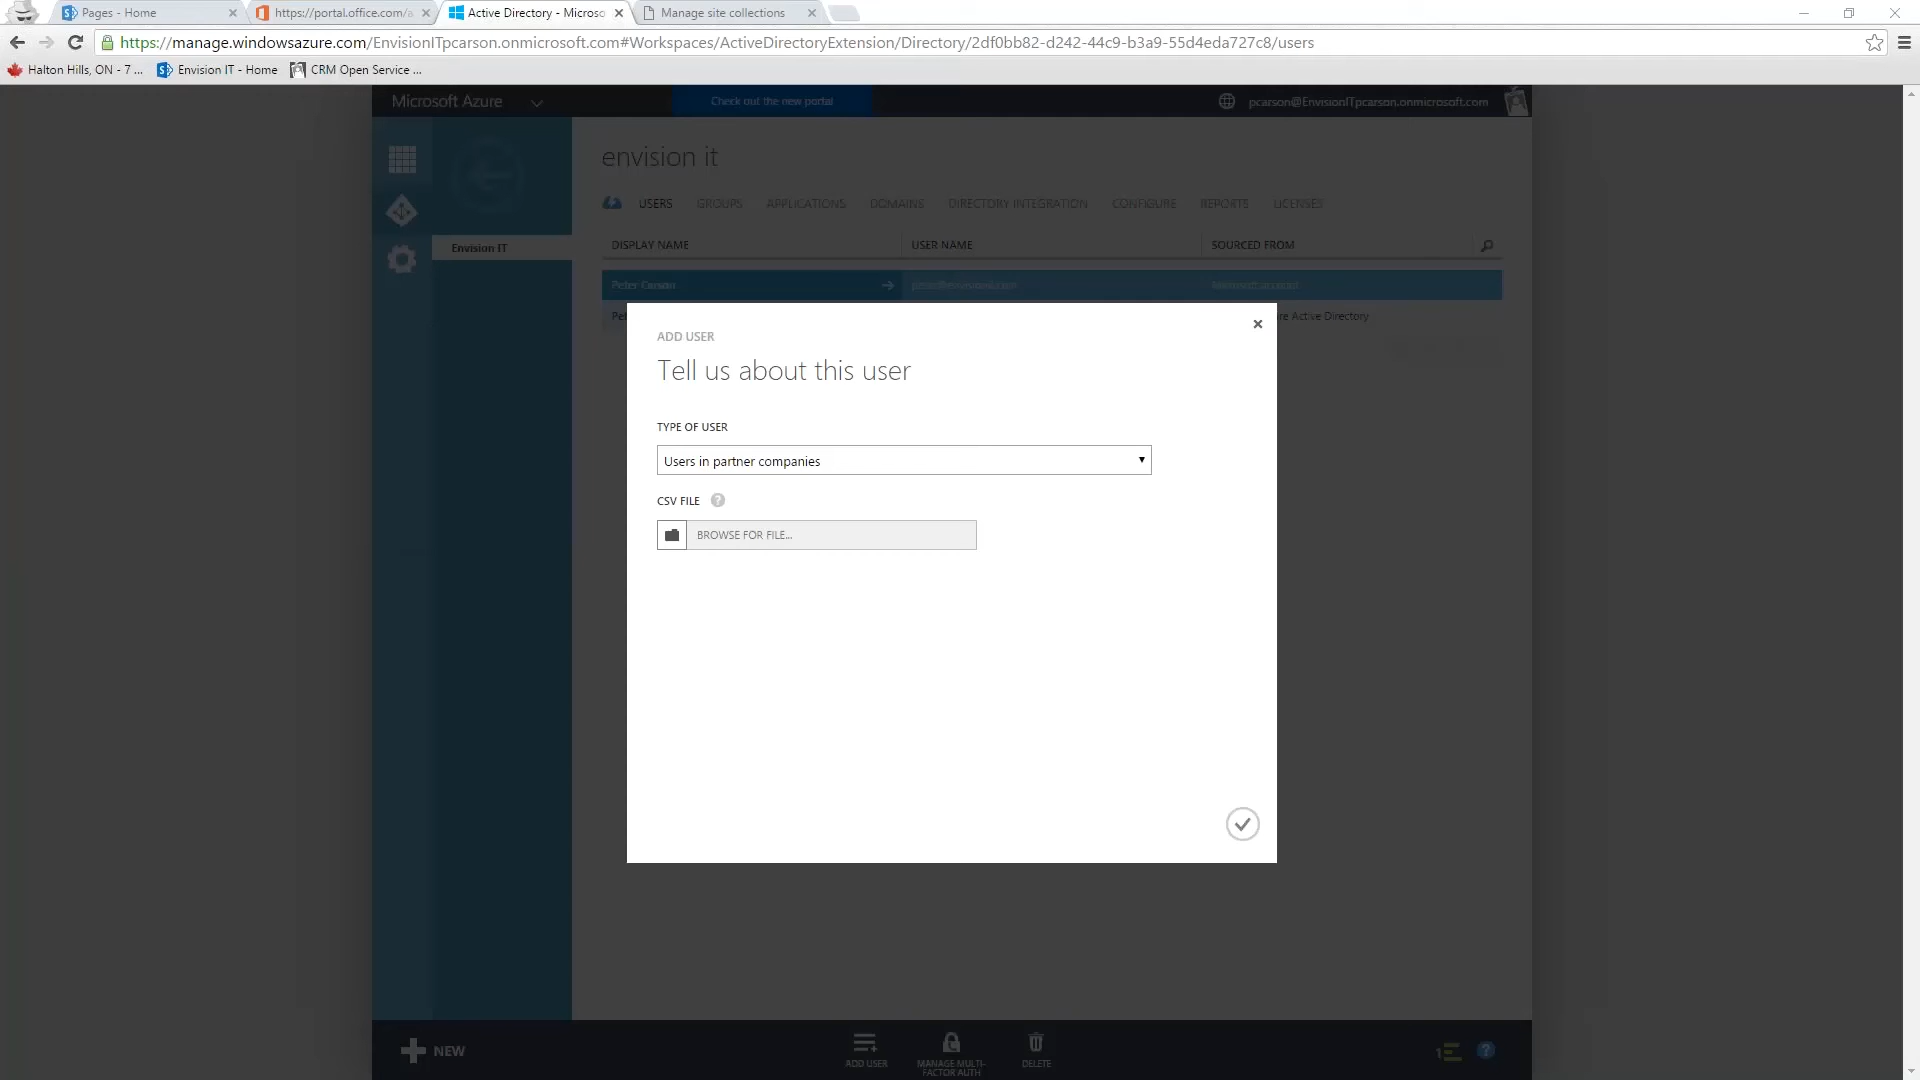 Pages - Home
https://portal.office.com/a
Active Directory - Microso
Manage site collections
https://manage.windowsazure.com/EnvisionITpcarson.onmicrosoft.com#Workspaces/ActiveDirectoryExtension/Directory/2df0bb82-d242-44c9-b3a9-55d4eda727c8/users
Halton Hills, ON - 7 ...
Envision IT - Home
CRM Open Service ...
Microsoft Azure
Check out the new portal
pcarson@EnvisionITpcarson.onmicrosoft.com
envision it
USERS GROUPS APPLICATIONS DOMAINS DIRECTORY INTEGRATION CONFIGURE REPORTS LICENSES
Envision IT
DISPLAY NAME USER NAME SOURCED FROM
Peter Carson
Microsoft account
Pet
re Active Directory
ADD USER
Tell us about this user
TYPE OF USER
Users in partner companies
CSV FILE ?
BROWSE FOR FILE...
NEW
ADD USER
MANAGE MULTI-
FACTOR AUTH
DELETE
1
?